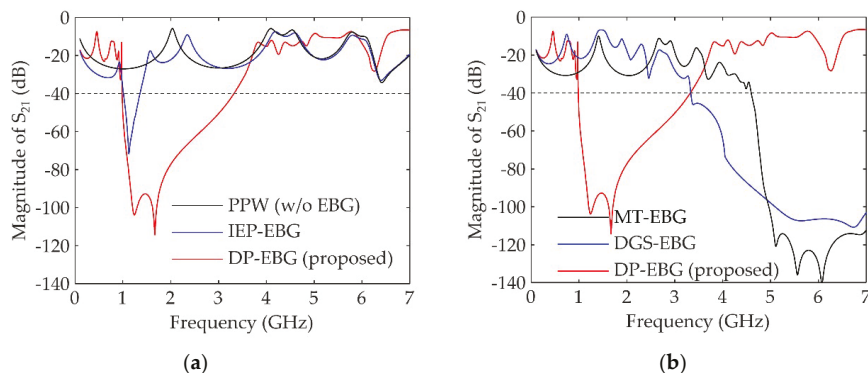 0
-20
-40
-60
-80
-100
-120
-140
Magnitude of S21 (dB)
PPW (w/o EBG)
IEP-EBG
DP-EBG (proposed)
0 1 2 3 4 5 6 7
Frequency (GHz)
(a)
0
-20
-40
-60
-80
-100
-120
-140
Magnitude of S21 (dB)
MT-EBG
DGS-EBG
DP-EBG (proposed)
0 1 2 3 4 5 6 7
Frequency (GHz)
(b)